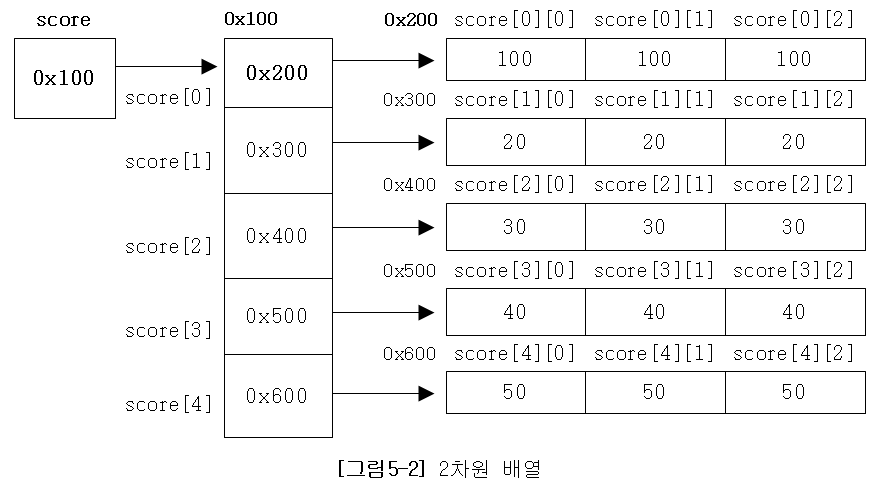 score 0x100 0x200 score[0][0] score[0][1] score[0][2]
0x100 0x200 100 100 100
score[0] 0x300 score[1][0] score[1][1] score[1][2]
score[1] 0x300 20 20 20
0x400 score[2][0] score[2][1] score[2][2]
score[2] 0x400 30 30 30
0x500 score[3][0] score[3][1] score[3][2]
score[3] 0x500 40 40 40
0x600 score[4][0] score[4][1] score[4][2]
score[4] 0x600 50 50 50
[그림5-2] 2차원 배열